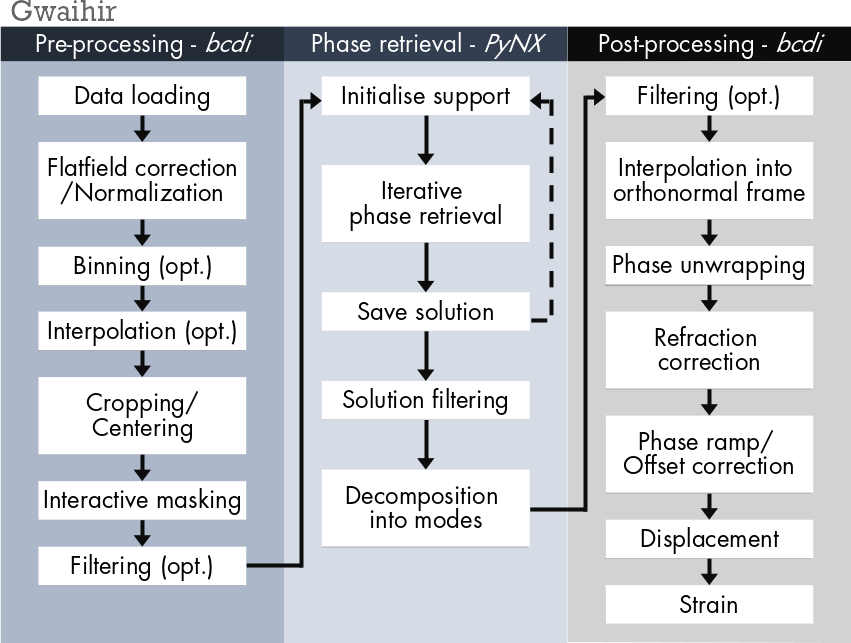 Gwaihir
Pre-processing - bcdi
Data loading
Flatfield correction
/Normalization
Binning (opt.)
Interpolation (opt.)
Cropping/
Centering
Interactive masking
Filtering (opt.)
Phase retrieval - PyNX
Initialise support
Iterative
phase retrieval
Save solution
Solution filtering
Decomposition
into modes
Post-processing - bcdi
Filtering (opt.)
Interpolation into
orthonormal frame
Phase unwrapping
Refraction
correction
Phase ramp/
Offset correction
Displacement
Strain